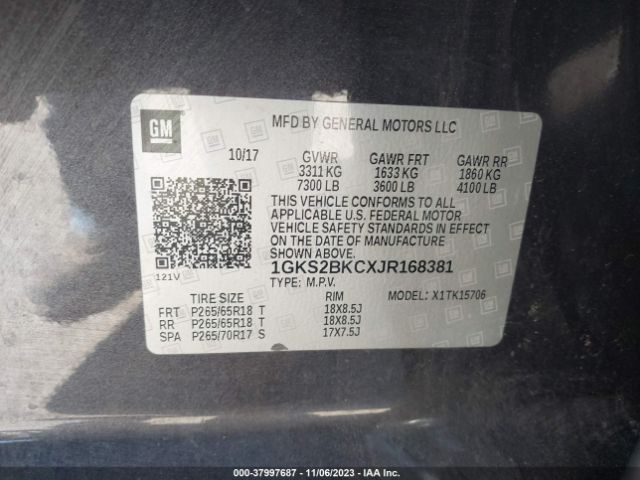 GM
MFD BY GENERAL MOTORS LLC
10/17 GVWR GAWR FRT GAWR RR
3311 KG 1633 KG 1860 KG
7300 LB 3600 LB 4100 LB
THIS VEHICLE CONFORMS TO ALL
APPLICABLE U.S. FEDERAL MOTOR
VEHICLE SAFETY STANDARDS IN EFFECT
ON THE DATE OF MANUFACTURE
SHOWN ABOVE.
121V
1GKS2BKCXJR168381
TYPE: M.P.V. MODEL: X1TK15706
TIRE SIZE RIM
FRT P265/65R18 T 18X8.5J
RR P265/65R18 T 18X8.5J
SPA P265/70R17 S 17X7.5J
000-37997687 - 11/06/2023 - IAA Inc.